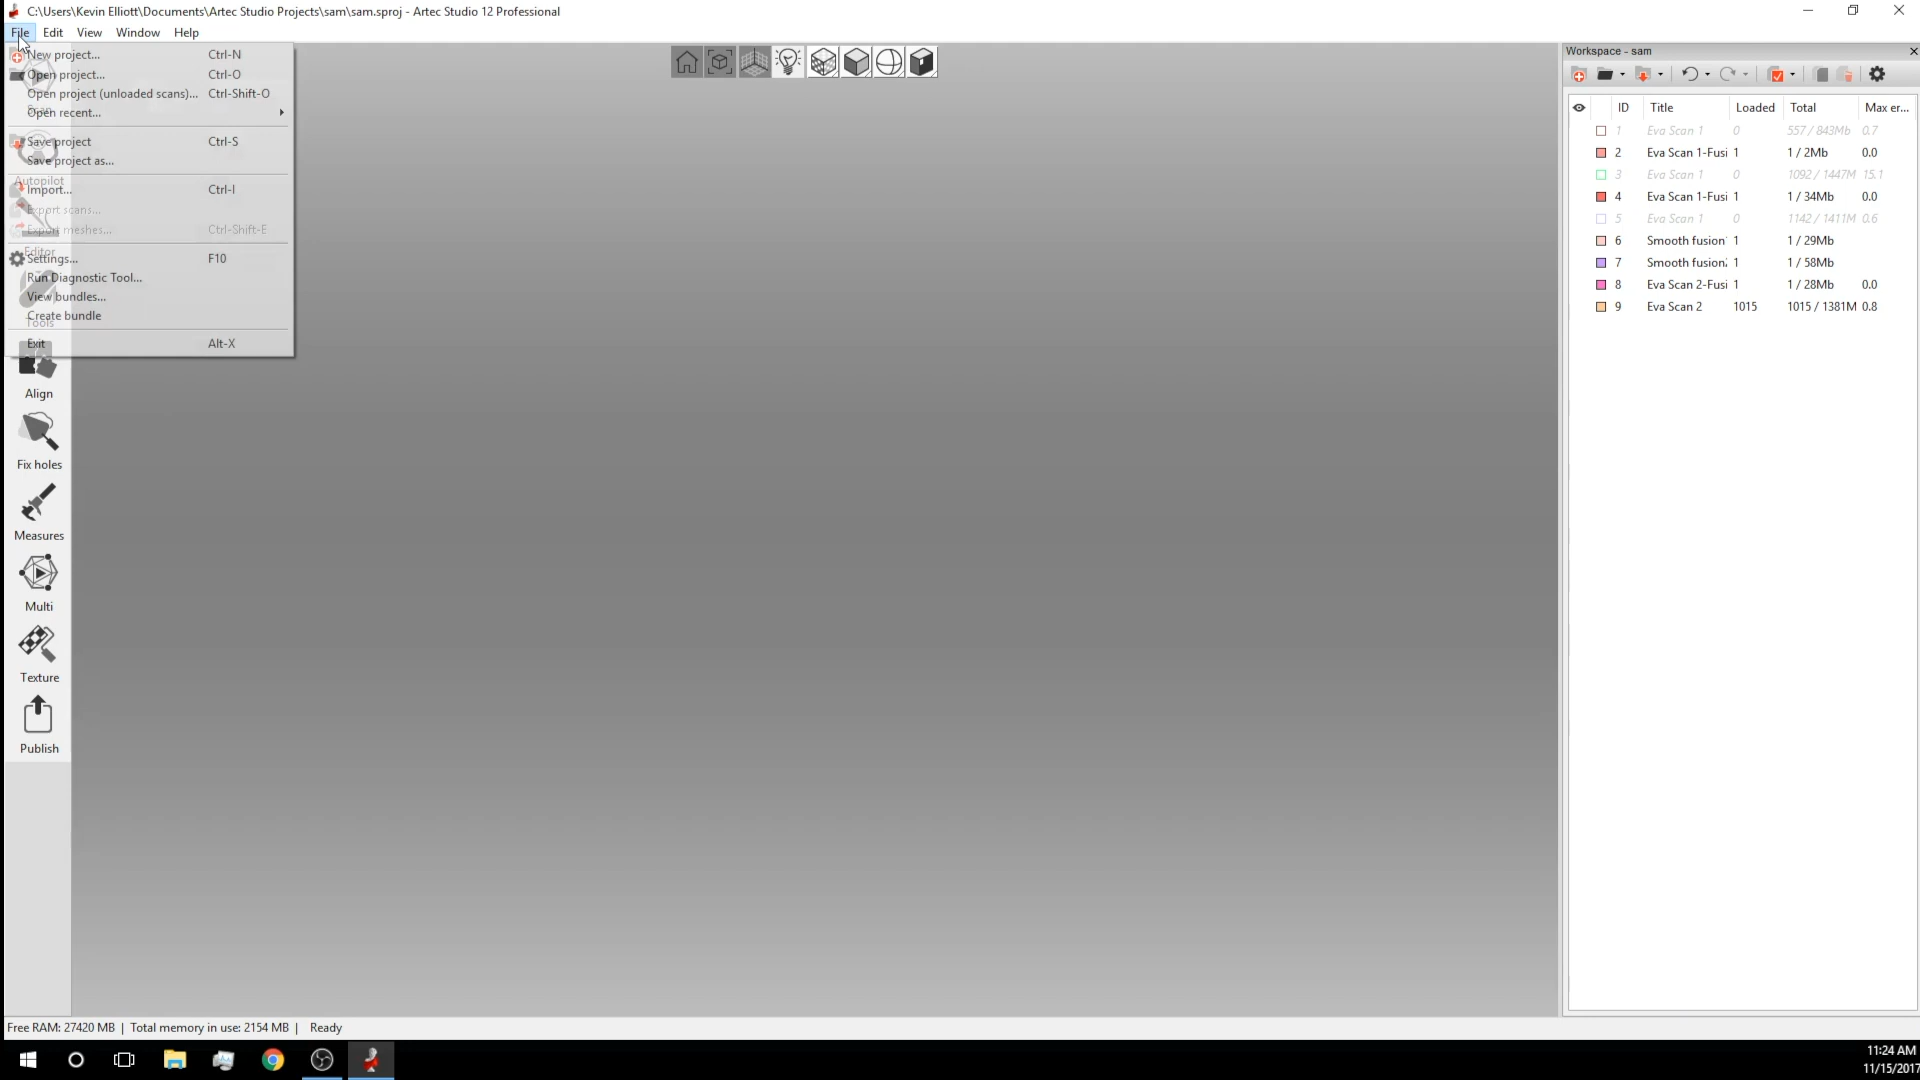 C:\Users\Kevin Elliott\Documents\Artec Studio Projects\sam\sam.sproj - Artec Studio 12 Professional
File Edit View Window Help
New project... Ctrl-N
Open project... Ctrl-O
Open project (unloaded scans)... Ctrl-Shift-O
Scan
Open recent...
Save project Ctrl-S
Save project as...
Autopilot
Import... Ctrl-I
Export scans...
Export meshes... Ctrl-Shift-E
Editor
Settings... F10
Run Diagnostic Tool...
View bundles...
Create bundle
Tools
Exit Alt-X
Align
Fix holes
Measures
Multi
Texture
Publish
Workspace - sam
ID Title Loaded Total Max er...
1 Eva Scan 1 0 557 / 843Mb 0.7
2 Eva Scan 1-Fusi 1 1 / 2Mb 0.0
3 Eva Scan 1 0 1092 / 1447M 15.1
4 Eva Scan 1-Fusi 1 1 / 34Mb 0.0
5 Eva Scan 1 0 1142 / 1411M 0.6
6 Smooth fusion 1 1 / 29Mb
7 Smooth fusion 1 1 / 58Mb
8 Eva Scan 2-Fusi 1 1 / 28Mb 0.0
9 Eva Scan 2 1015 1015 / 1381M 0.8
Free RAM: 27420 MB | Total memory in use: 2154 MB | Ready
11:24 AM
11/15/2017